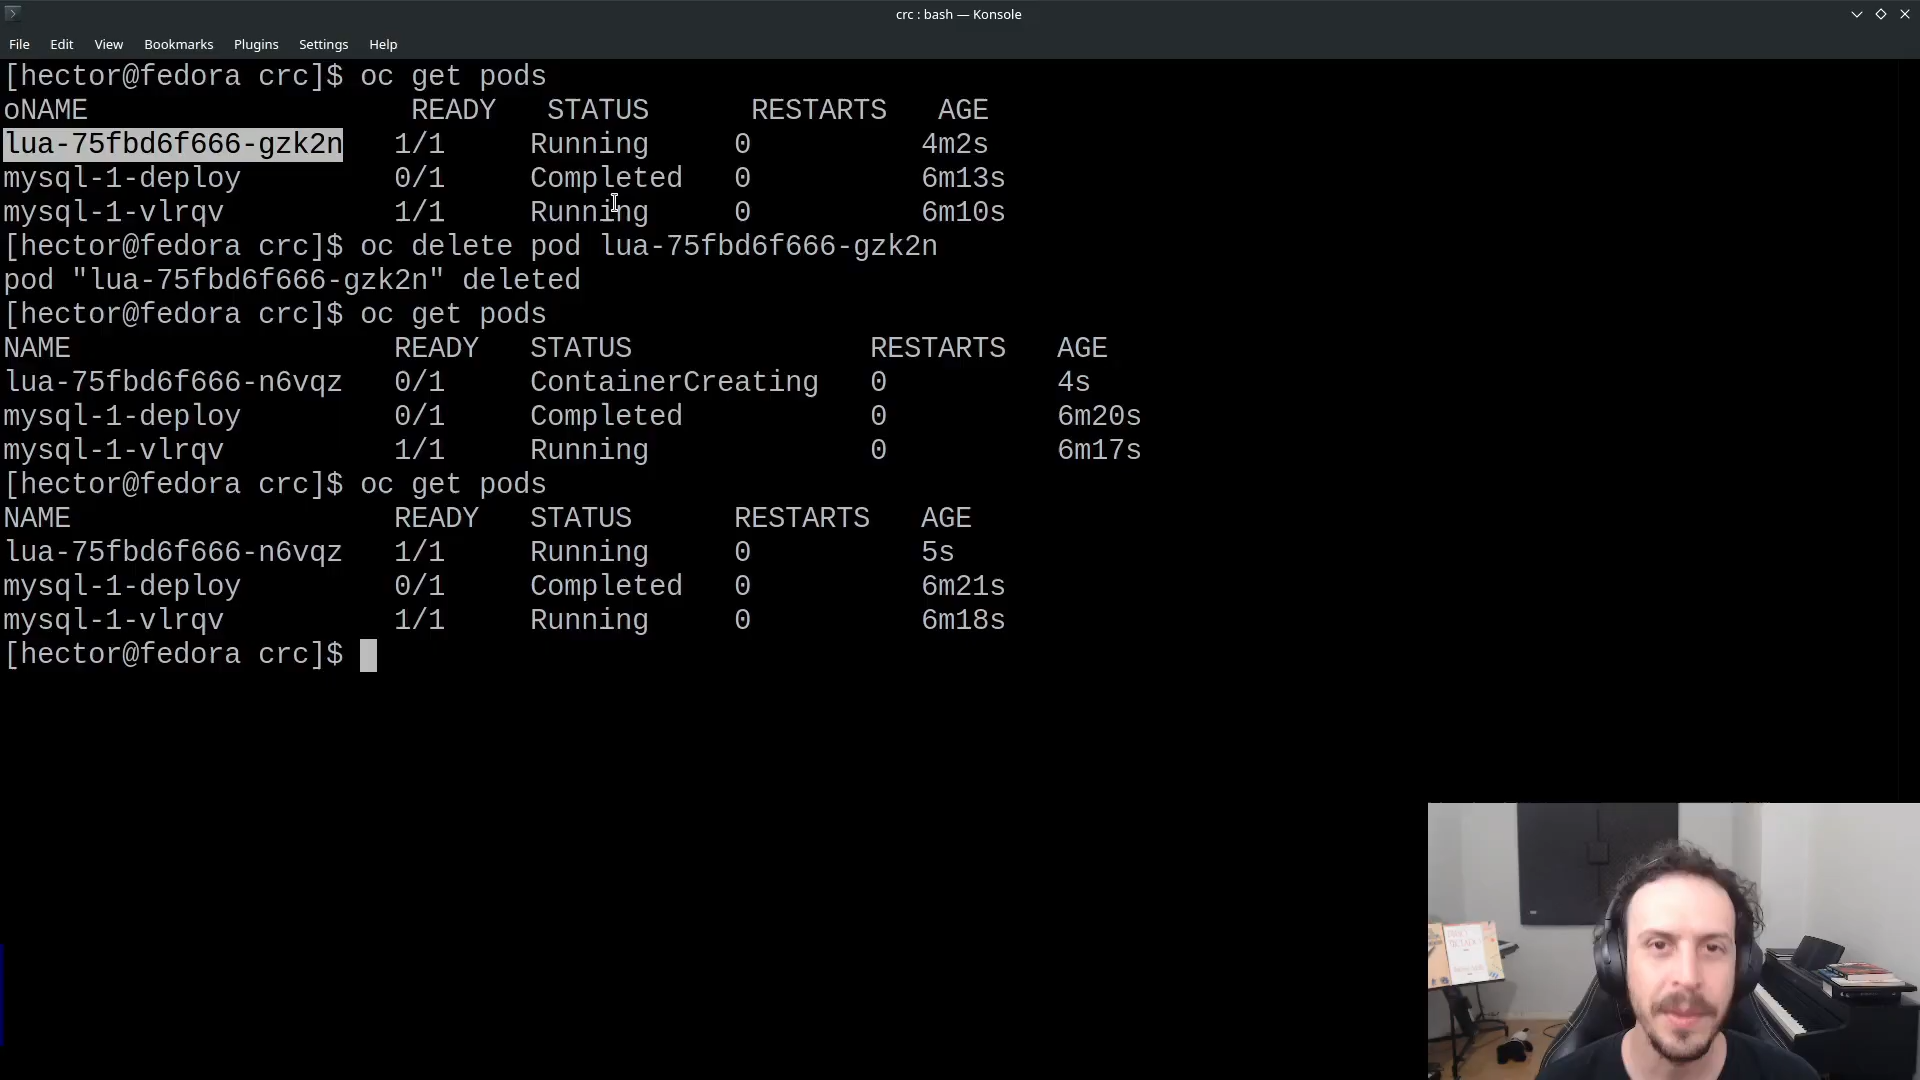 crc : bash — Konsole
File Edit View Bookmarks Plugins Settings Help
[hector@fedora crc]$ oc get pods
oNAME READY STATUS RESTARTS AGE
lua-75fbd6f666-gzk2n 1/1 Running 0 4m2s
mysql-1-deploy 0/1 Completed 0 6m13s
mysql-1-vlrqv 1/1 Running 0 6m10s
[hector@fedora crc]$ oc delete pod lua-75fbd6f666-gzk2n
pod "lua-75fbd6f666-gzk2n" deleted
[hector@fedora crc]$ oc get pods
NAME READY STATUS RESTARTS AGE
lua-75fbd6f666-n6vqz 0/1 ContainerCreating 0 4s
mysql-1-deploy 0/1 Completed 0 6m20s
mysql-1-vlrqv 1/1 Running 0 6m17s
[hector@fedora crc]$ oc get pods
NAME READY STATUS RESTARTS AGE
lua-75fbd6f666-n6vqz 1/1 Running 0 5s
mysql-1-deploy 0/1 Completed 0 6m21s
mysql-1-vlrqv 1/1 Running 0 6m18s
[hector@fedora crc]$